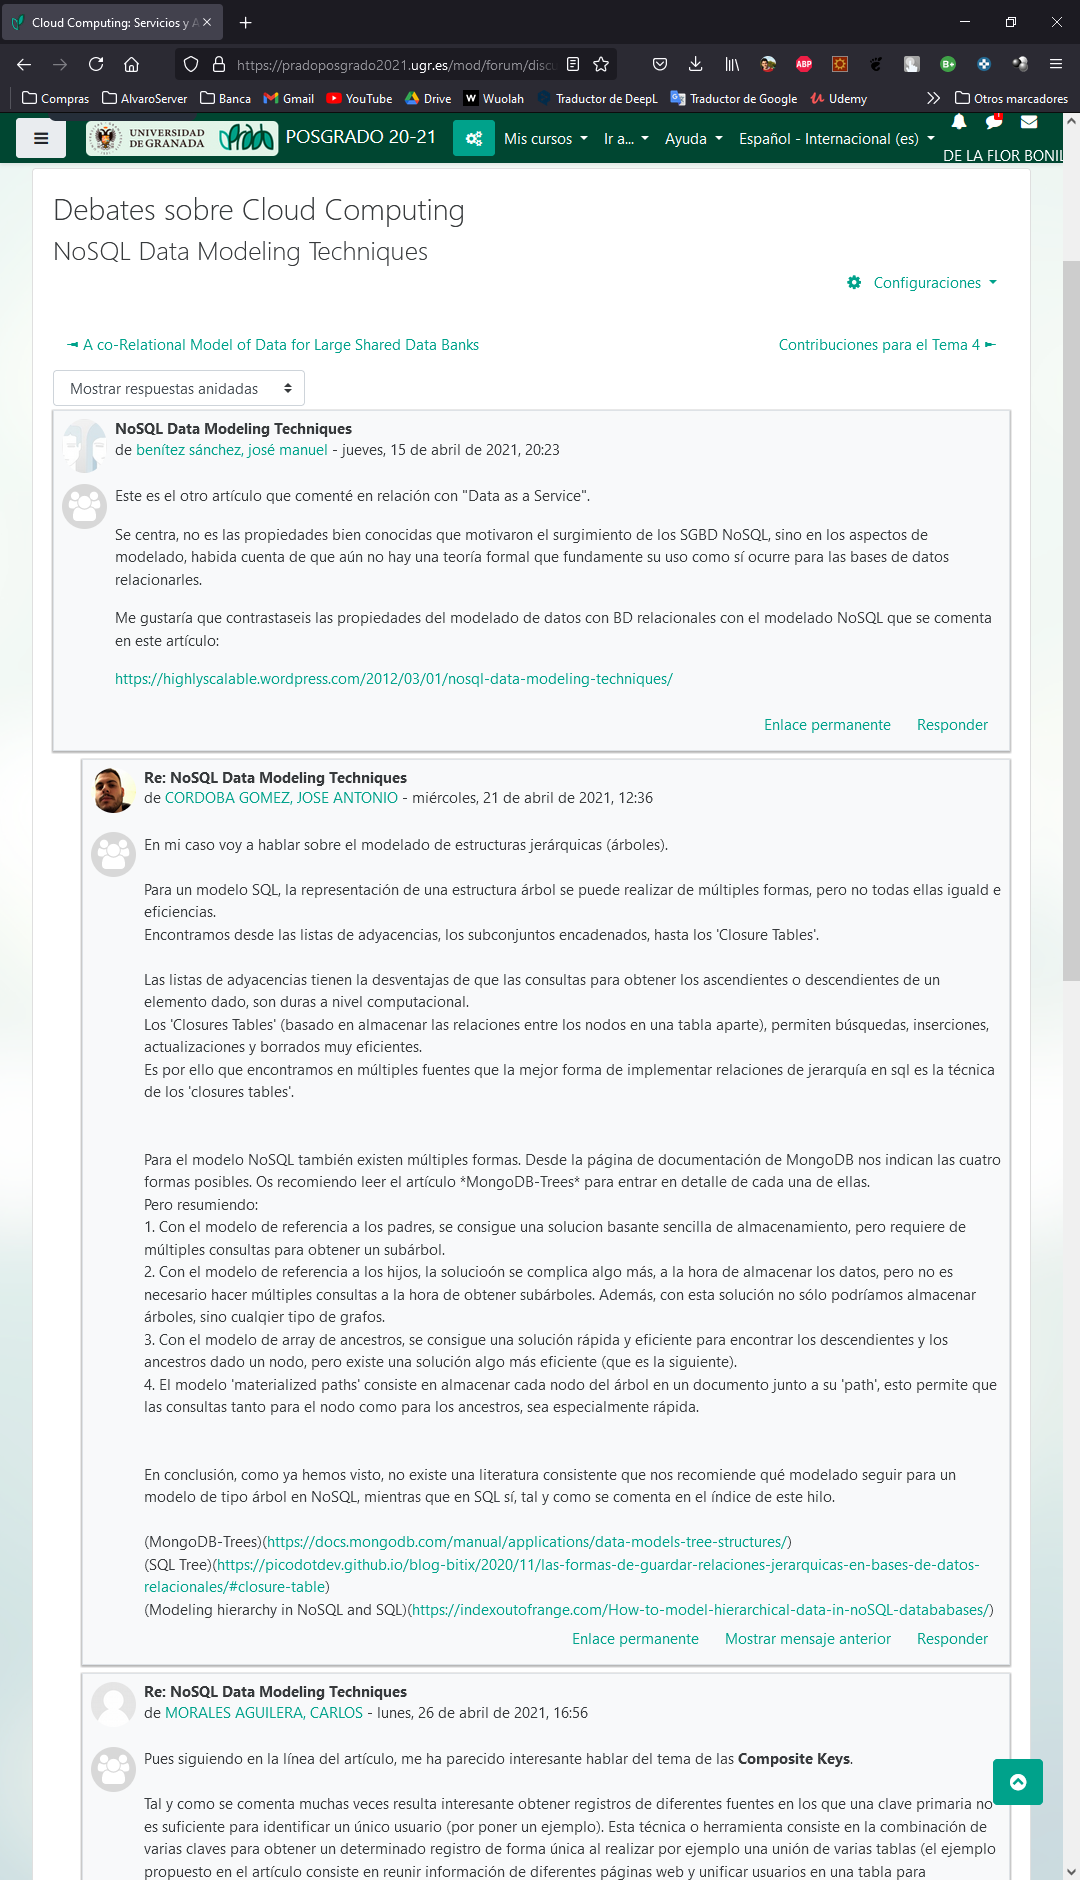 Cloud Computing: Servicios y A
https://pradoposgrado2021.ugr.es/mod/forum/discu
ABP
B+
Compras
AlvaroServer
Banca
Gmail
YouTube
Drive
Wuolah
Traductor de DeepL
Traductor de Google
Udemy
Otros marcadores
UNIVERSIDAD
DE GRANADA
POSGRADO 20-21
Mis cursos
Ir a...
Ayuda
Español - Internacional (es)
DE LA FLOR BONIL
Debates sobre Cloud Computing
NoSQL Data Modeling Techniques
Configuraciones
◄ A co-Relational Model of Data for Large Shared Data Banks
Contribuciones para el Tema 4 ►
Mostrar respuestas anidadas
NoSQL Data Modeling Techniques
de benítez sánchez, josé manuel - jueves, 15 de abril de 2021, 20:23
Este es el otro artículo que comenté en relación con "Data as a Service".
Se centra, no es las propiedades bien conocidas que motivaron el surgimiento de los SGBD NoSQL, sino en los aspectos de
modelado, habida cuenta de que aún no hay una teoría formal que fundamente su uso como sí ocurre para las bases de datos
relacionarles.
Me gustaría que contrastaseis las propiedades del modelado de datos con BD relacionales con el modelado NoSQL que se comenta
en este artículo:
https://highlyscalable.wordpress.com/2012/03/01/nosql-data-modeling-techniques/
Enlace permanente
Responder
Re: NoSQL Data Modeling Techniques
de CORDOBA GOMEZ, JOSE ANTONIO - miércoles, 21 de abril de 2021, 12:36
En mi caso voy a hablar sobre el modelado de estructuras jerárquicas (árboles).
Para un modelo SQL, la representación de una estructura árbol se puede realizar de múltiples formas, pero no todas ellas iguald e
eficiencias.
Encontramos desde las listas de adyacencias, los subconjuntos encadenados, hasta los 'Closure Tables'.
Las listas de adyacencias tienen la desventajas de que las consultas para obtener los ascendientes o descendientes de un
elemento dado, son duras a nivel computacional.
Los 'Closures Tables' (basado en almacenar las relaciones entre los nodos en una tabla aparte), permiten búsquedas, inserciones,
actualizaciones y borrados muy eficientes.
Es por ello que encontramos en múltiples fuentes que la mejor forma de implementar relaciones de jerarquía en sql es la técnica
de los 'closures tables'.
Para el modelo NoSQL también existen múltiples formas. Desde la página de documentación de MongoDB nos indican las cuatro
formas posibles. Os recomiendo leer el artículo *MongoDB-Trees* para entrar en detalle de cada una de ellas.
Pero resumiendo:
1. Con el modelo de referencia a los padres, se consigue una solucion basante sencilla de almacenamiento, pero requiere de
múltiples consultas para obtener un subárbol.
2. Con el modelo de referencia a los hijos, la solucioón se complica algo más, a la hora de almacenar los datos, pero no es
necesario hacer múltiples consultas a la hora de obtener subárboles. Además, con esta solución no sólo podríamos almacenar
árboles, sino cualqier tipo de grafos.
3. Con el modelo de array de ancestros, se consigue una solución rápida y eficiente para encontrar los descendientes y los
ancestros dado un nodo, pero existe una solución algo más eficiente (que es la siguiente).
4. El modelo 'materialized paths' consiste en almacenar cada nodo del árbol en un documento junto a su 'path', esto permite que
las consultas tanto para el nodo como para los ancestros, sea especialmente rápida.
En conclusión, como ya hemos visto, no existe una literatura consistente que nos recomiende qué modelado seguir para un
modelo de tipo árbol en NoSQL, mientras que en SQL sí, tal y como se comenta en el índice de este hilo.
(MongoDB-Trees)(https://docs.mongodb.com/manual/applications/data-models-tree-structures/)
(SQL Tree)(https://picodotdev.github.io/blog-bitix/2020/11/las-formas-de-guardar-relaciones-jerarquicas-en-bases-de-datos-
relacionales/#closure-table)
(Modeling hierarchy in NoSQL and SQL)(https://indexoutofrange.com/How-to-model-hierarchical-data-in-noSQL-datababases/)
Enlace permanente
Mostrar mensaje anterior
Responder
Re: NoSQL Data Modeling Techniques
de MORALES AGUILERA, CARLOS - lunes, 26 de abril de 2021, 16:56
Pues siguiendo en la línea del artículo, me ha parecido interesante hablar del tema de las Composite Keys.
Tal y como se comenta muchas veces resulta interesante obtener registros de diferentes fuentes en los que una clave primaria no
es suficiente para identificar un único usuario (por poner un ejemplo). Esta técnica o herramienta consiste en la combinación de
varias claves para obtener un determinado registro de forma única al realizar por ejemplo una unión de varias tablas (el ejemplo
propuesto en el artículo consiste en reunir información de diferentes páginas web y unificar usuarios en una tabla para